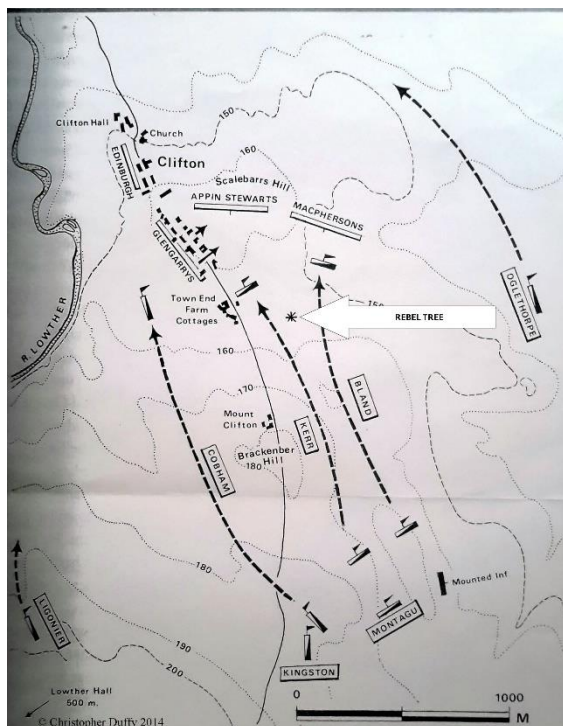 Clifton Hall
Church
150
EDINBURGH
Clifton
160
Scalebarrs Hill
APPIN STEWARTS
MACPHERSONS
GLENGARRYS
OGLETHORPE
R. LOWTHER
Town End
Farm
Cottages
REBEL TREE
160
170
BLAND
Mount
Clifton
KERR
Brackenber
Hill
180
COBHAM
180
Mounted Inf.
LIGONIER
190
MONTAGU
200
KINGSTON
Lowther Hall
500 m.
0
1000
M
© Christopher Duffy 2014